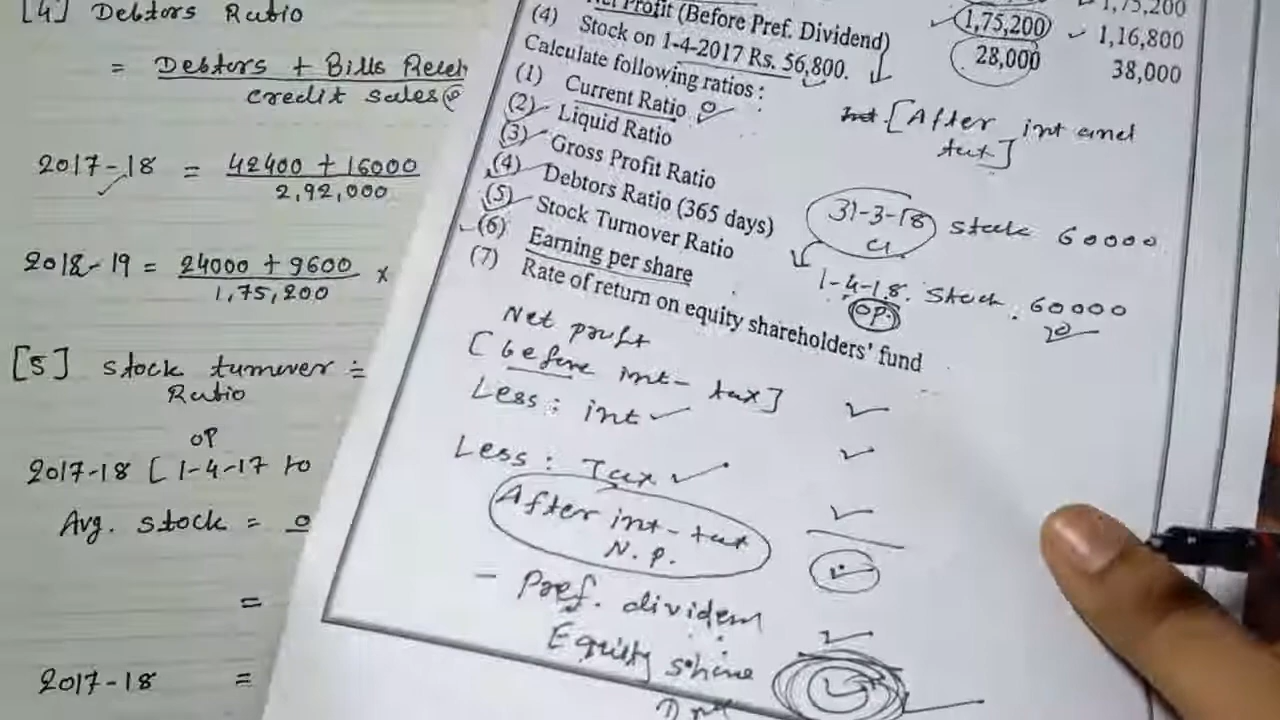 [4] Debtors Ratio
= Debtors + Bills Recei
credit sales
2017-18 = 42400 + 16000
2,92,000
2018-19 = 24000 + 9600 ×
1,75,200
[5] stock turnover =
Ratio
OP
2017-18 [ 1-4-17 to
Avg. stock = O
=
2017-18 =
1,75,200
Net Profit (Before Pref. Dividend) 1,75,200 1,16,800
(4) Stock on 1-4-2017 Rs. 56,800. 28,000 38,000
Calculate following ratios :
(1) Current Ratio
(2) Liquid Ratio
(3) Gross Profit Ratio
(4) Debtors Ratio (365 days)
(5) Stock Turnover Ratio
(6) Earning per share
(7) Rate of return on equity shareholders' fund
[After int and
tax]
31-3-18 stock 60000
cl
1-4-18. Stock. 60000
OP.
Net profit
[before int-tax]
Less: int
Less: Tax
After int-tax
N.P.
- Pref. dividend
Equity share